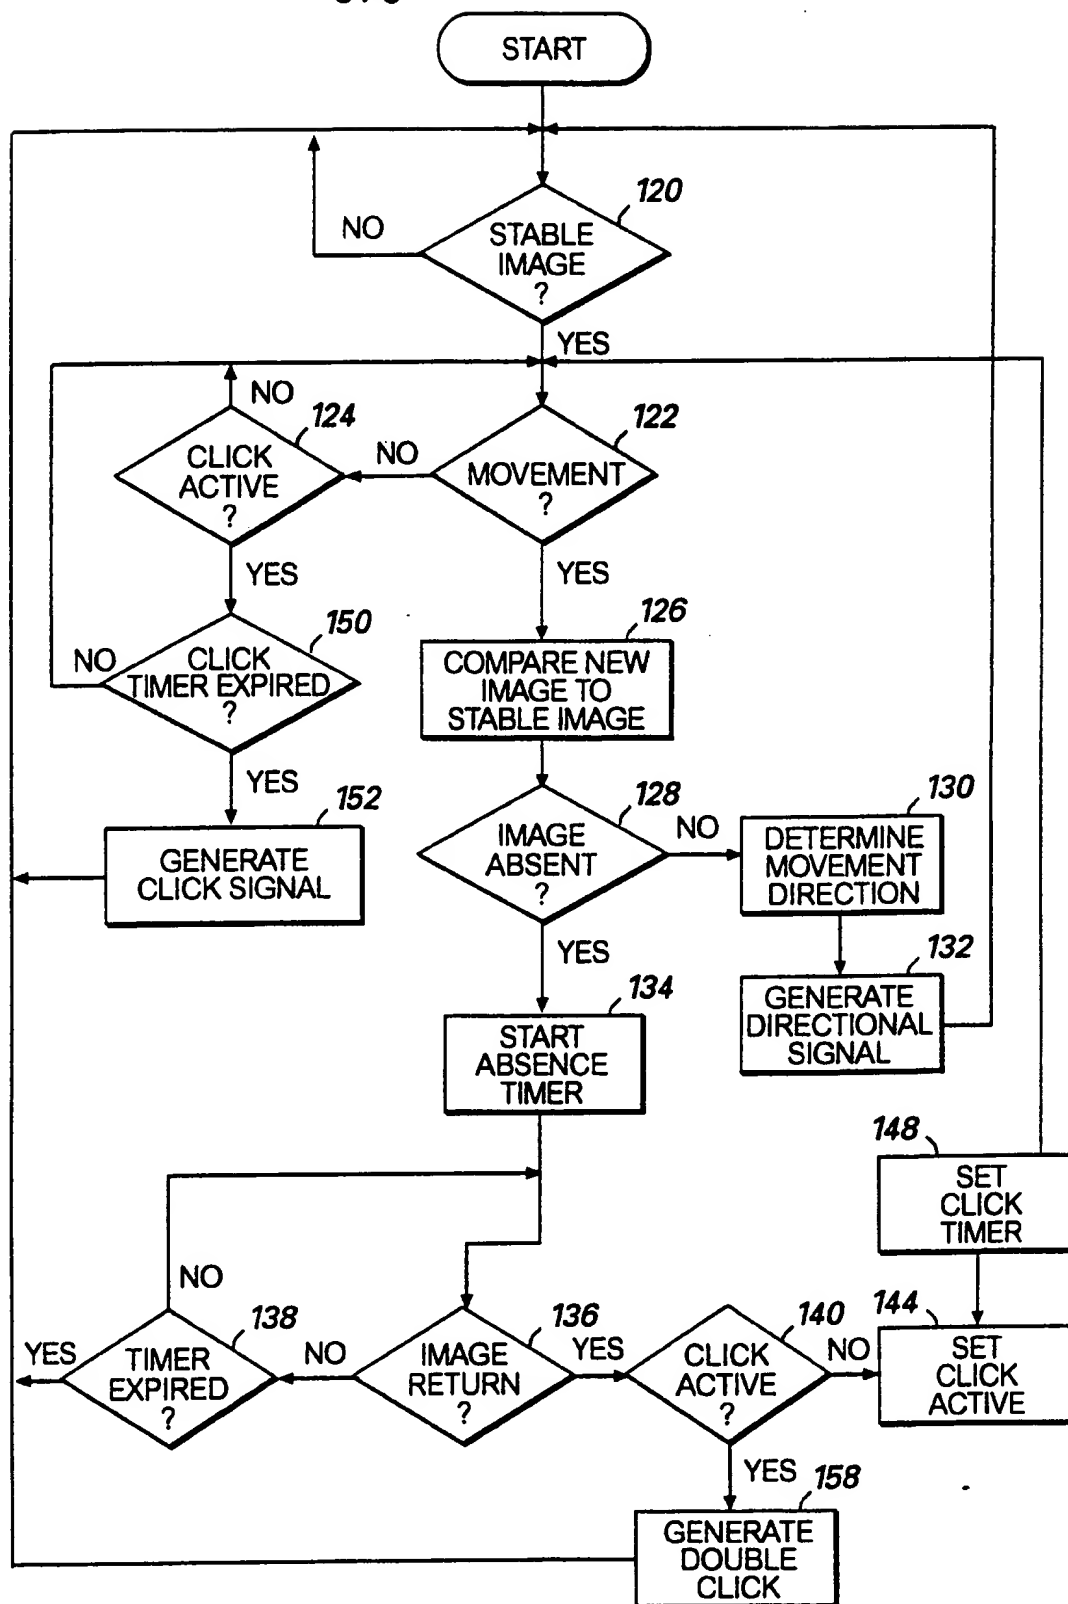 START
120
NO
STABLE
IMAGE
?
YES
NO
124
122
CLICK
ACTIVE
?
NO
MOVEMENT
?
YES
YES
150
126
NO
CLICK
TIMER EXPIRED
?
COMPARE NEW
IMAGE TO
STABLE IMAGE
YES
152
128
130
GENERATE
CLICK SIGNAL
IMAGE
ABSENT
?
NO
DETERMINE
MOVEMENT
DIRECTION
YES
132
134
GENERATE
DIRECTIONAL
SIGNAL
START
ABSENCE
TIMER
148
SET
CLICK
TIMER
NO
138
136
140
144
YES
TIMER
EXPIRED
?
NO
IMAGE
RETURN
?
YES
CLICK
ACTIVE
?
NO
SET
CLICK
ACTIVE
YES
158
GENERATE
DOUBLE
CLICK